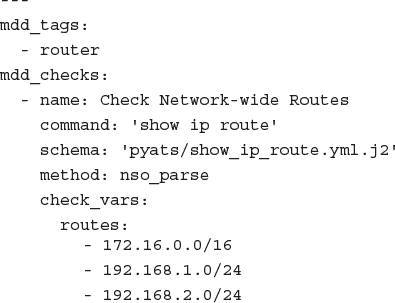 ---
mdd_tags:
  - router
mdd_checks:
  - name: Check Network-wide Routes
    command: 'show ip route'
    schema: 'pyats/show_ip_route.yml.j2'
    method: nso_parse
    check_vars:
      routes:
        - 172.16.0.0/16
        - 192.168.1.0/24
        - 192.168.2.0/24